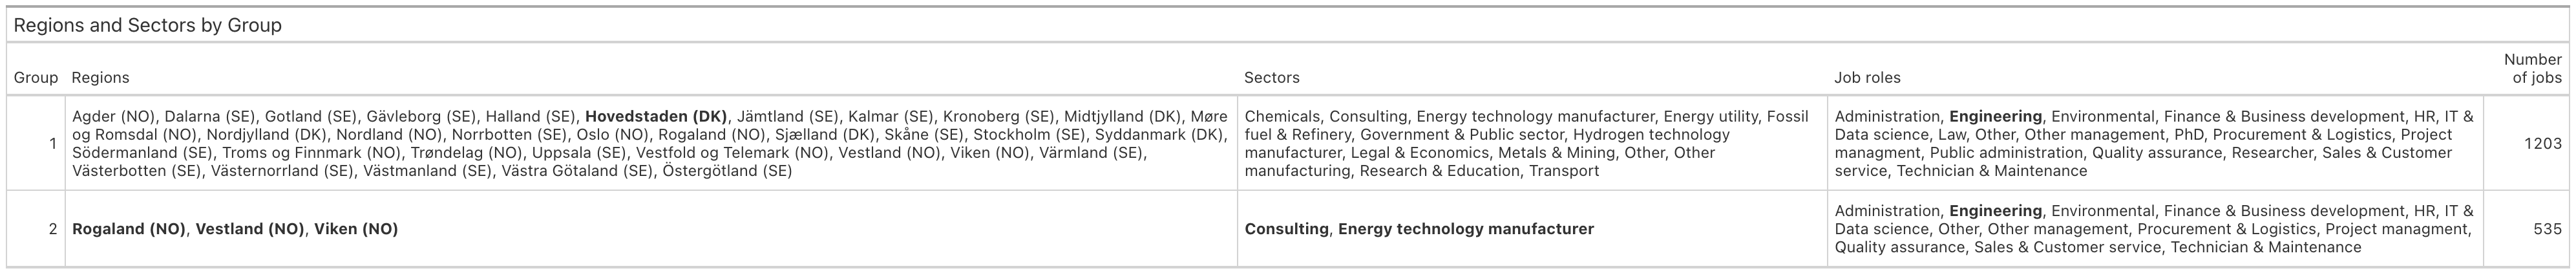 Regions and Sectors by Group
Group Regions Sectors Job roles Number
of jobs
1
Agder (NO), Dalarna (SE), Gotland (SE), Gävleborg (SE), Halland (SE), Hovedstaden (DK), Jämtland (SE), Kalmar (SE), Kronoberg (SE), Midtjylland (DK), Møre
og Romsdal (NO), Nordjylland (DK), Nordland (NO), Norrbotten (SE), Oslo (NO), Rogaland (NO), Sjælland (DK), Skåne (SE), Stockholm (SE), Syddanmark (DK),
Södermanland (SE), Troms og Finnmark (NO), Trøndelag (NO), Uppsala (SE), Vestfold og Telemark (NO), Vestland (NO), Viken (NO), Värmland (SE),
Västerbotten (SE), Västernorrland (SE), Västmanland (SE), Västra Götaland (SE), Östergötland (SE)
Chemicals, Consulting, Energy technology manufacturer, Energy utility, Fossil
fuel & Refinery, Government & Public sector, Hydrogen technology
manufacturer, Legal & Economics, Metals & Mining, Other, Other
manufacturing, Research & Education, Transport
Administration, Engineering, Environmental, Finance & Business development, HR, IT &
Data science, Law, Other, Other management, PhD, Procurement & Logistics, Project
managment, Public administration, Quality assurance, Researcher, Sales & Customer
service, Technician & Maintenance
1203
2
Rogaland (NO), Vestland (NO), Viken (NO)
Consulting, Energy technology manufacturer
Administration, Engineering, Environmental, Finance & Business development, HR, IT &
Data science, Other, Other management, Procurement & Logistics, Project managment,
Quality assurance, Sales & Customer service, Technician & Maintenance
535